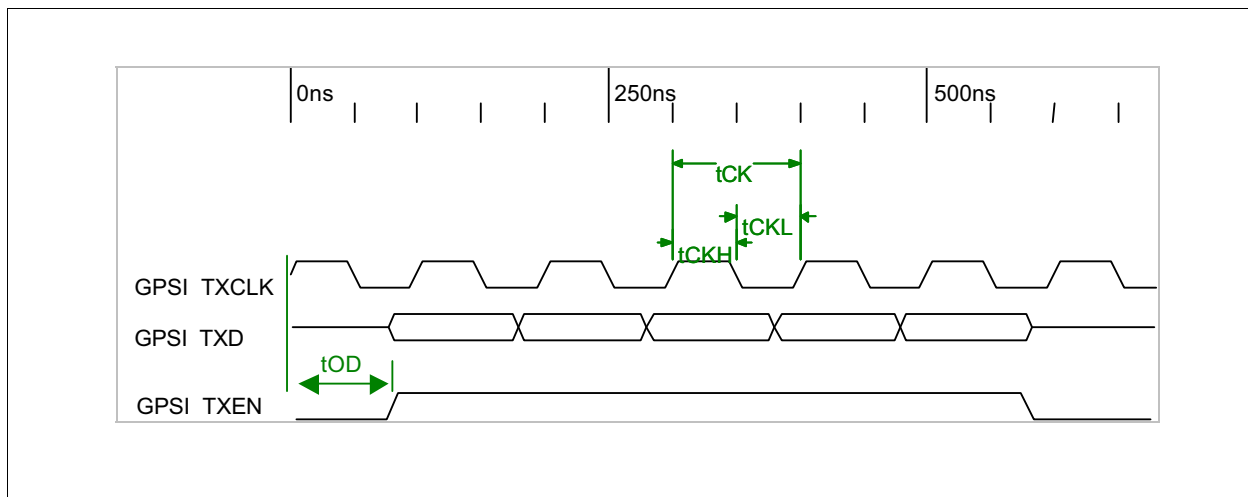 0ns 250ns 500ns
tCK
tCKL
tCKH
GPSI TXCLK
GPSI TXD
tOD
GPSI TXEN